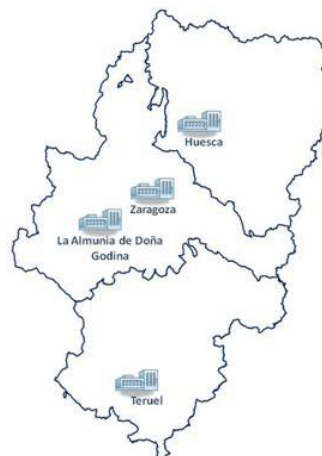 Huesca
Zaragoza
La Almunia de Doña
Godina
Teruel